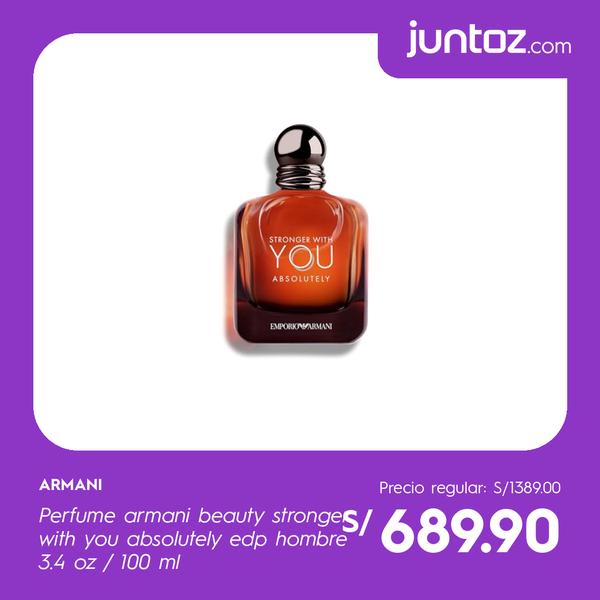 juntoz.com
STRONGER WITH
YOU
ABSOLUTELY
EMPORIO ARMANI
ARMANI
Precio regular: S/1389.00
Perfume armani beauty stronge
with you absolutely edp hombre
3.4 oz / 100 ml
S/ 689.90